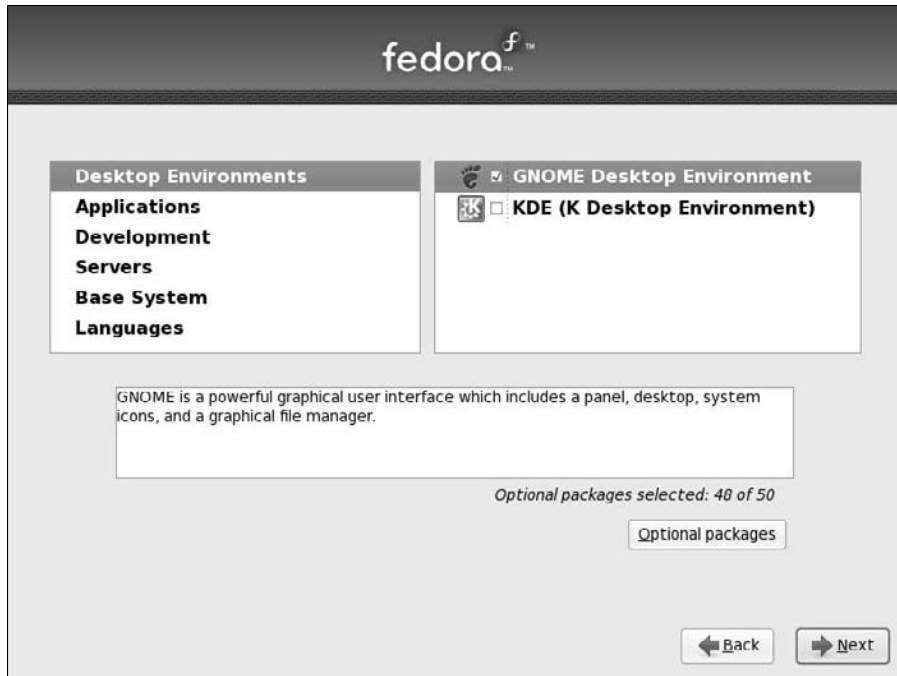 fedora f ™
™
Desktop Environments
Applications
Development
Servers
Base System
Languages
GNOME Desktop Environment
KDE (K Desktop Environment)
GNOME is a powerful graphical user interface which includes a panel, desktop, system
icons, and a graphical file manager.
Optional packages selected: 48 of 50
Optional packages
Back
Next